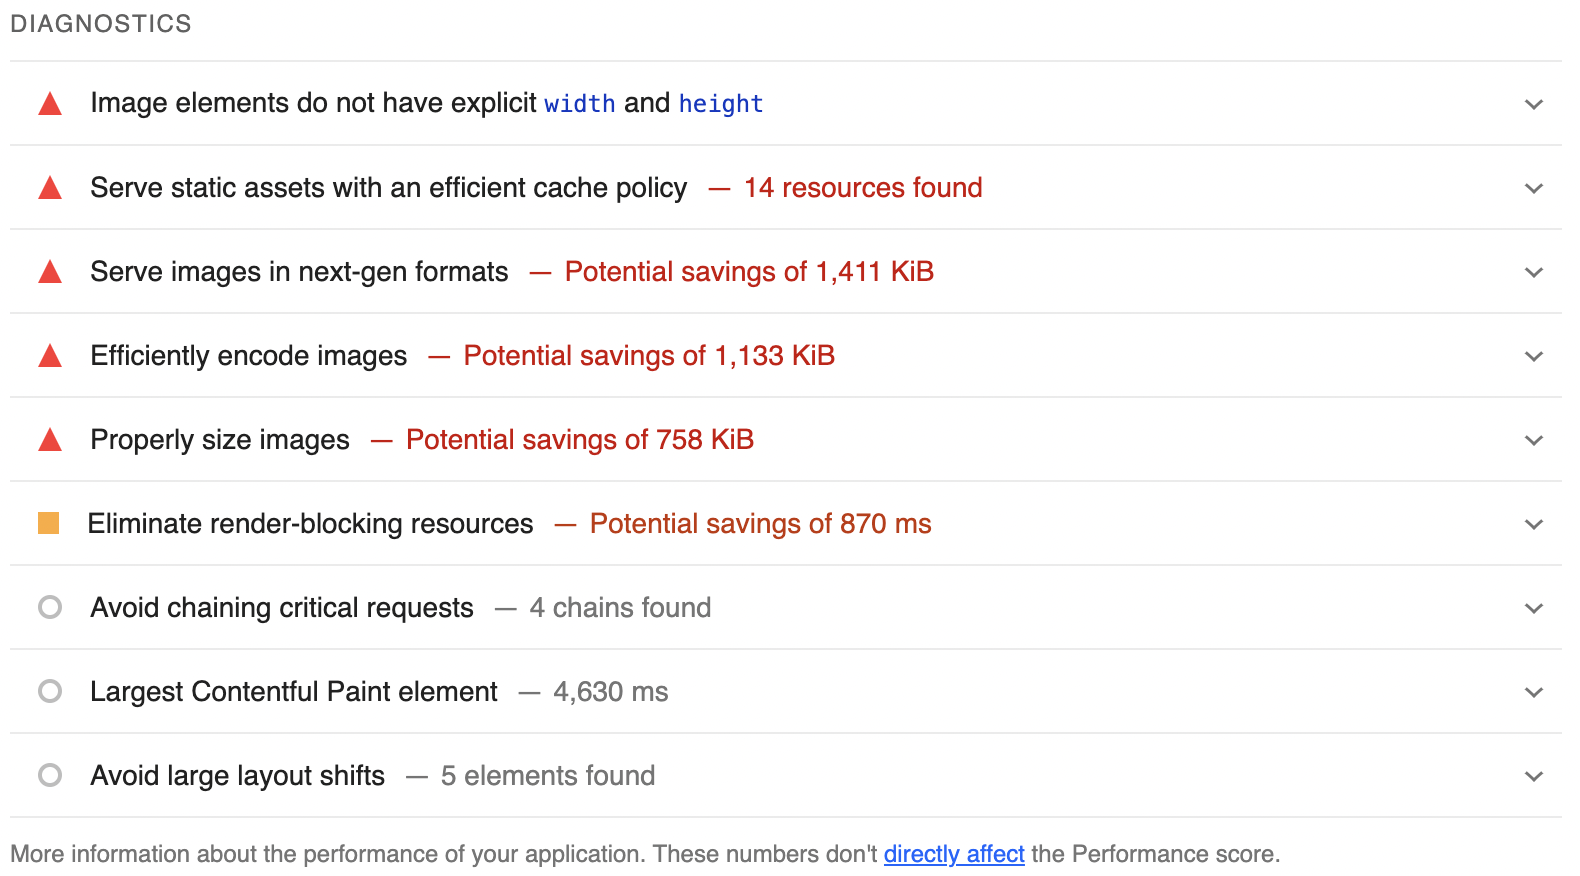 DIAGNOSTICS
Image elements do not have explicit width and height
Serve static assets with an efficient cache policy — 14 resources found
Serve images in next-gen formats — Potential savings of 1,411 KiB
Efficiently encode images — Potential savings of 1,133 KiB
Properly size images — Potential savings of 758 KiB
Eliminate render-blocking resources — Potential savings of 870 ms
Avoid chaining critical requests — 4 chains found
Largest Contentful Paint element — 4,630 ms
Avoid large layout shifts — 5 elements found
More information about the performance of your application. These numbers don't directly affect the Performance score.